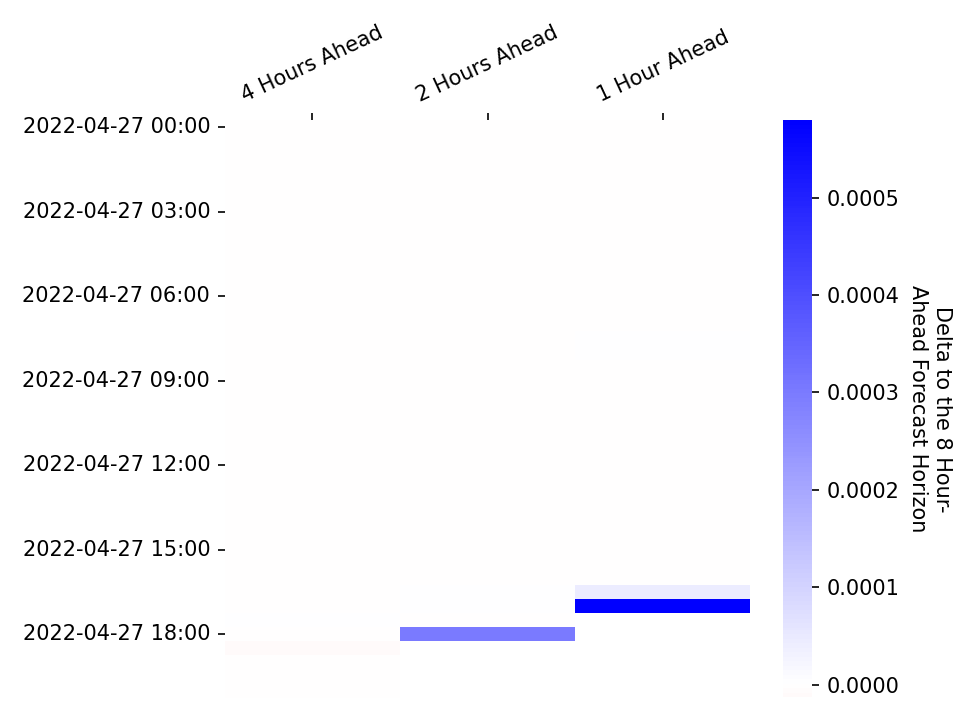 4 Hours Ahead
2 Hours Ahead
1 Hour Ahead
2022-04-27 00:00
2022-04-27 03:00
2022-04-27 06:00
2022-04-27 09:00
2022-04-27 12:00
2022-04-27 15:00
2022-04-27 18:00
0.0005
0.0004
0.0003
0.0002
0.0001
0.0000
Delta to the 8 Hour-
Ahead Forecast Horizon